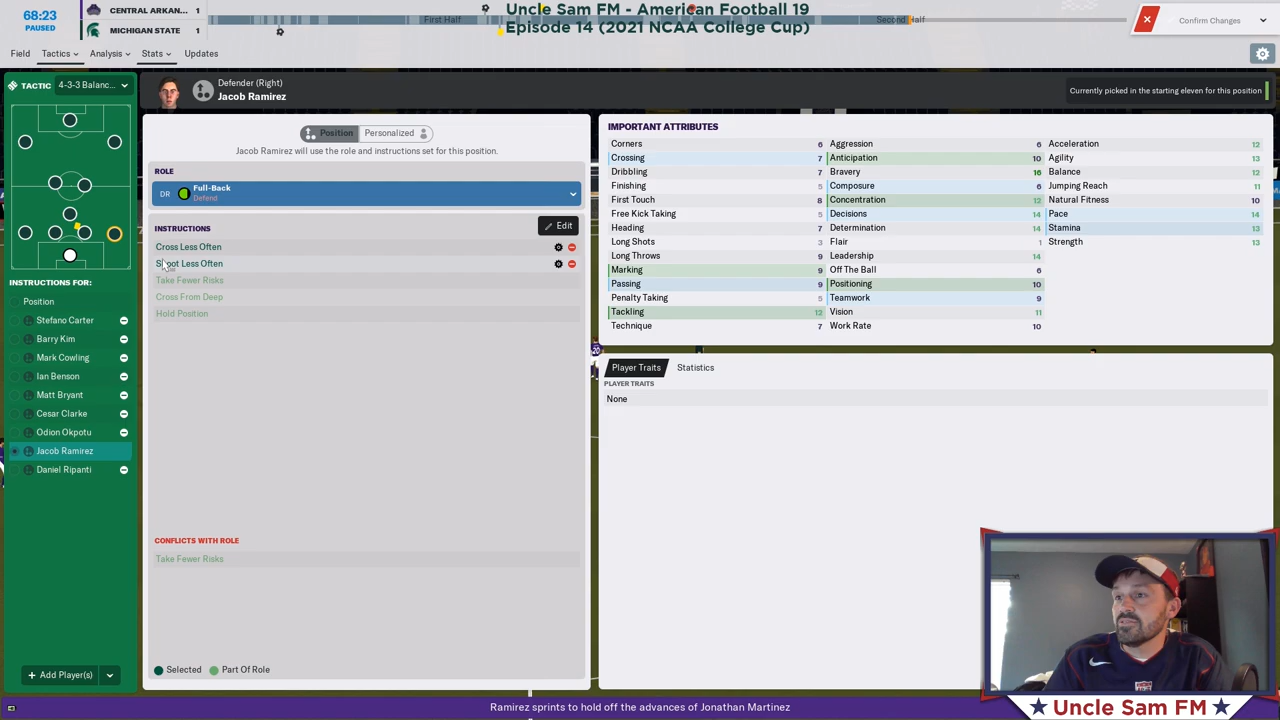 68:23
PAUSED
CENTRAL ARKAN... 1
MICHIGAN STATE 1
First Half
Second Half
Uncle Sam FM - American Football 19
Episode 14 (2021 NCAA College Cup)
Confirm Changes
Field
Tactics
Analysis
Stats
Updates
TACTIC
4-3-3 Balanc...
Defender (Right)
Jacob Ramirez
Currently picked in the starting eleven for this position
Position
Personalized
Jacob Ramirez will use the role and instructions set for this position.
ROLE
DR
Full-Back
Defend
INSTRUCTIONS
Edit
Cross Less Often
Shoot Less Often
Take Fewer Risks
Cross From Deep
Hold Position
CONFLICTS WITH ROLE
Take Fewer Risks
Selected
Part Of Role
INSTRUCTIONS FOR:
Position
Stefano Carter
Barry Kim
Mark Cowling
Ian Benson
Matt Bryant
Cesar Clarke
Odion Okpotu
Jacob Ramirez
Daniel Ripanti
Add Player(s)
IMPORTANT ATTRIBUTES
Corners 6
Crossing 7
Dribbling 7
Finishing 5
First Touch 8
Free Kick Taking 5
Heading 7
Long Shots 3
Long Throws 9
Marking 9
Passing 9
Penalty Taking 5
Tackling 12
Technique 7
Aggression 6
Anticipation 10
Bravery 16
Composure 6
Concentration 12
Decisions 14
Determination 14
Flair 1
Leadership 14
Off The Ball 6
Positioning 10
Teamwork 9
Vision 11
Work Rate 10
Acceleration 12
Agility 13
Balance 12
Jumping Reach 11
Natural Fitness 10
Pace 14
Stamina 13
Strength 13
Player Traits
Statistics
PLAYER TRAITS
None
20
Ramirez sprints to hold off the advances of Jonathan Martinez
Uncle Sam FM